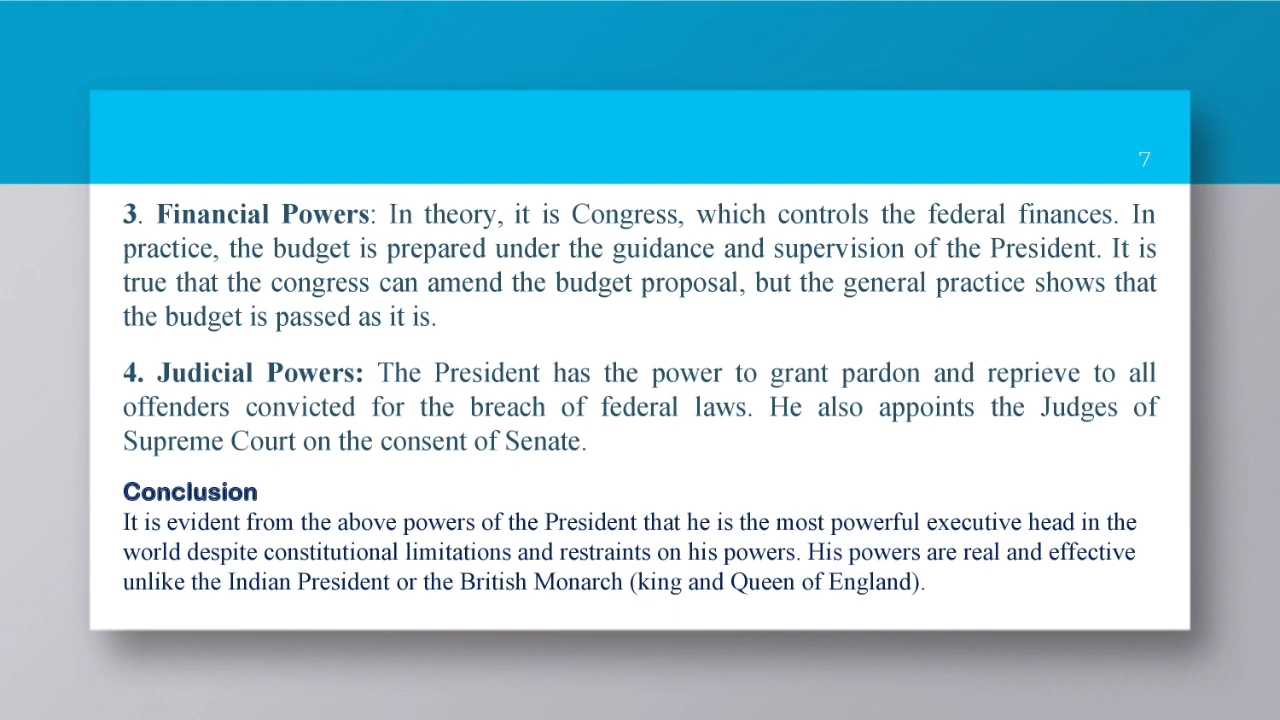 7
3. Financial Powers: In theory, it is Congress, which controls the federal finances. In
practice, the budget is prepared under the guidance and supervision of the President. It is
true that the congress can amend the budget proposal, but the general practice shows that
the budget is passed as it is.
4. Judicial Powers: The President has the power to grant pardon and reprieve to all
offenders convicted for the breach of federal laws. He also appoints the Judges of
Supreme Court on the consent of Senate.
Conclusion
It is evident from the above powers of the President that he is the most powerful executive head in the
world despite constitutional limitations and restraints on his powers. His powers are real and effective
unlike the Indian President or the British Monarch (king and Queen of England).